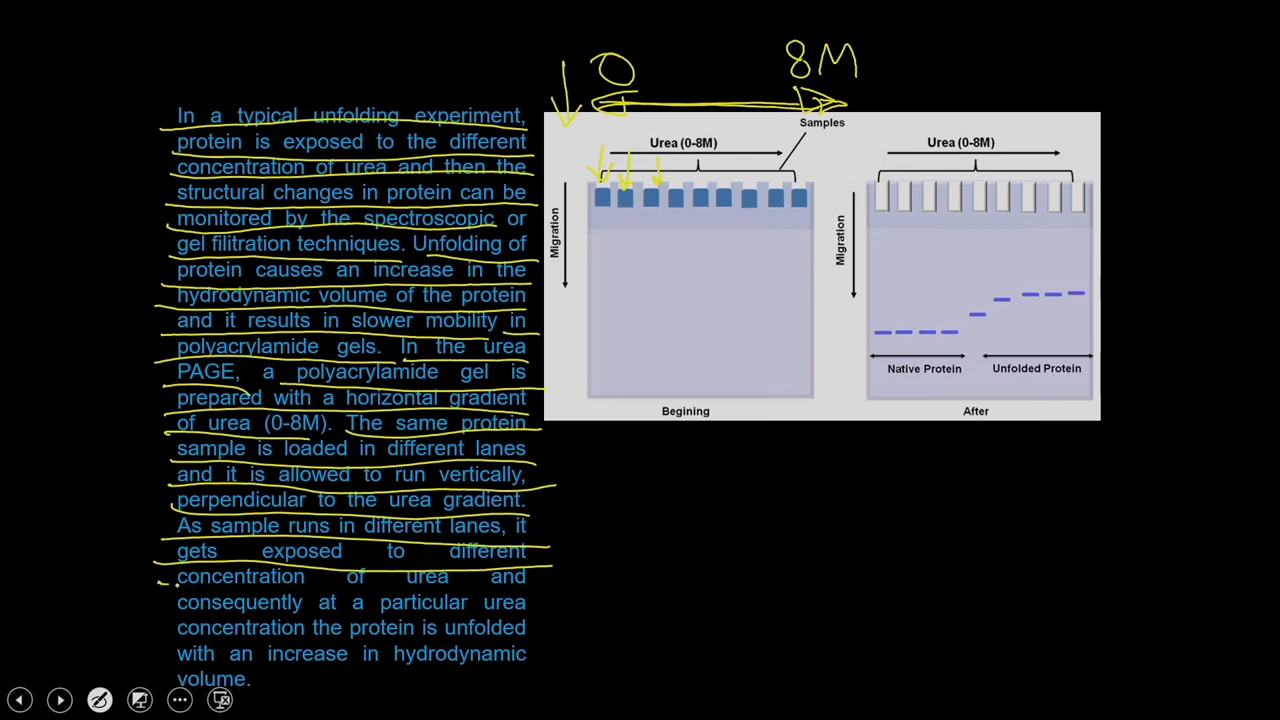 In a typical unfolding experiment,
protein is exposed to the different
concentration of urea and then the
structural changes in protein can be
monitored by the spectroscopic or
gel filitration techniques. Unfolding of
protein causes an increase in the
hydrodynamic volume of the protein
and it results in slower mobility in
polyacrylamide gels. In the urea
PAGE, a polyacrylamide gel is
prepared with a horizontal gradient
of urea (0-8M). The same protein
sample is loaded in different lanes
and it is allowed to run vertically,
perpendicular to the urea gradient.
As sample runs in different lanes, it
gets exposed to different
concentration of urea and
consequently at a particular urea
concentration the protein is unfolded
with an increase in hydrodynamic
volume.
0 8M
Samples
Urea (0-8M)
Migration
Begining
Urea (0-8M)
Migration
Native Protein
Unfolded Protein
After